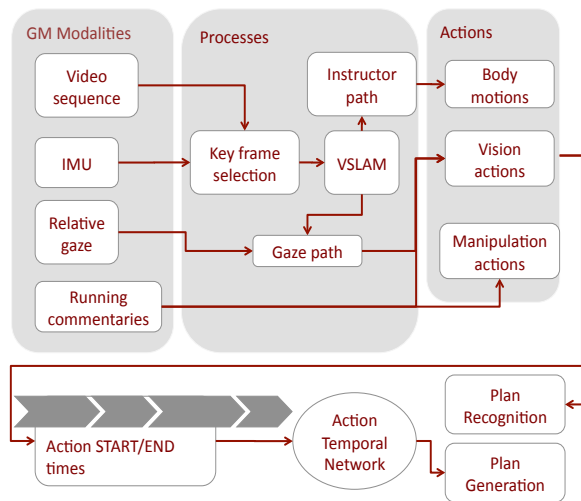 GM Modalities
Processes
Actions
Video
sequence
Instructor
path
Body
motions
IMU
Key frame
selection
VSLAM
Vision
actions
Relative
gaze
Gaze path
Manipulation
actions
Running
commentaries
Action START/END
times
Action
Temporal
Network
Plan
Recognition
Plan
Generation